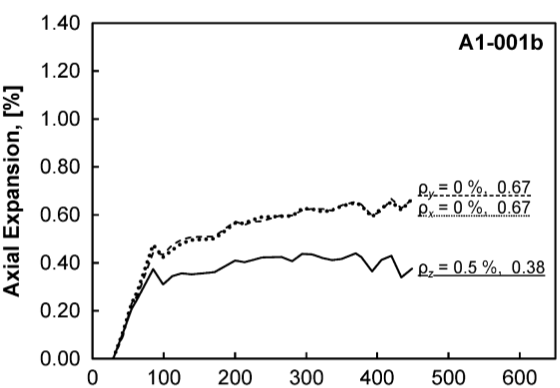 1.40
A1-001b
1.20
1.00
0.80
0.60
0.40
0.20
0.00
Axial Expansion, [%]
ρy = 0 %, 0.67
ρx = 0 %, 0.67
ρz = 0.5 %, 0.38
0 100 200 300 400 500 600